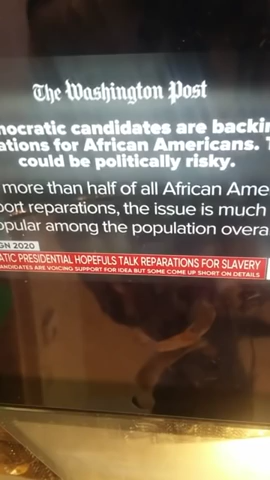 The Washington Post
nocratic candidates are backin
ations for African Americans. T
could be politically risky.
more than half of all African Ame
port reparations, the issue is much
opular among the population overa
GN 2020
ATIC PRESIDENTIAL HOPEFULS TALK REPARATIONS FOR SLAVERY
CANDIDATES ARE VOICING SUPPORT FOR IDEA BUT SOME COME UP SHORT ON DETAILS